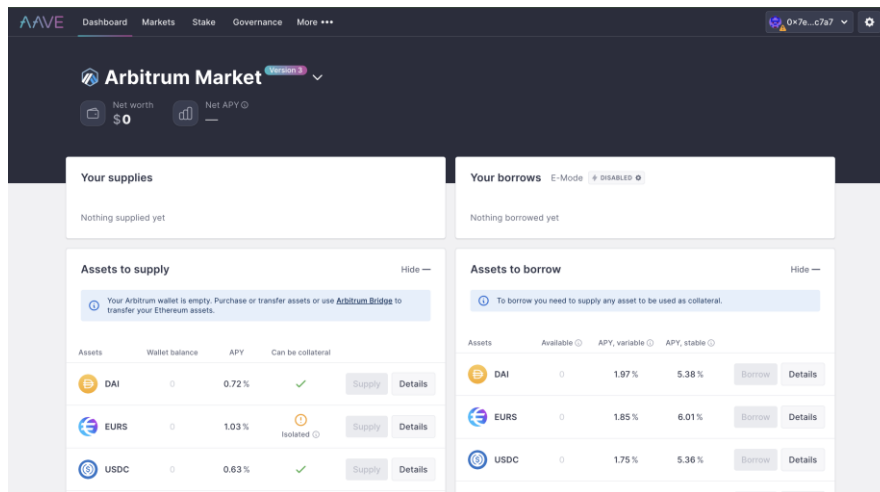 AAVE Dashboard Markets Stake Governance More ••• 0x7e...c7a7
Arbitrum Market Version 3
Net worth Net APY
$0 —
Your supplies
Nothing supplied yet
Your borrows E-Mode DISABLED
Nothing borrowed yet
Assets to supply Hide —
Your Arbitrum wallet is empty. Purchase or transfer assets or use Arbitrum Bridge to
transfer your Ethereum assets.
Assets Wallet balance APY Can be collateral
DAI 0 0.72 % Supply Details
EURS 0 1.03 % Isolated Supply Details
USDC 0 0.63 % Supply Details
Assets to borrow Hide —
To borrow you need to supply any asset to be used as collateral.
Assets Available APY, variable APY, stable
DAI 0 1.97 % 5.38 % Borrow Details
EURS 0 1.85 % 6.01 % Borrow Details
USDC 0 1.75 % 5.36 % Borrow Details